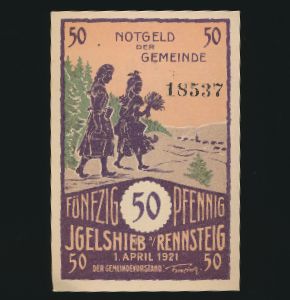 50 NOTGELD 50
DER
GEMEINDE
18537
FÜNFZIG 50 PFENNIG
JGELSHIEB a/ RENNSTEIG
1. APRIL 1921
50 DER GEMEINDEVORSTAND: 50